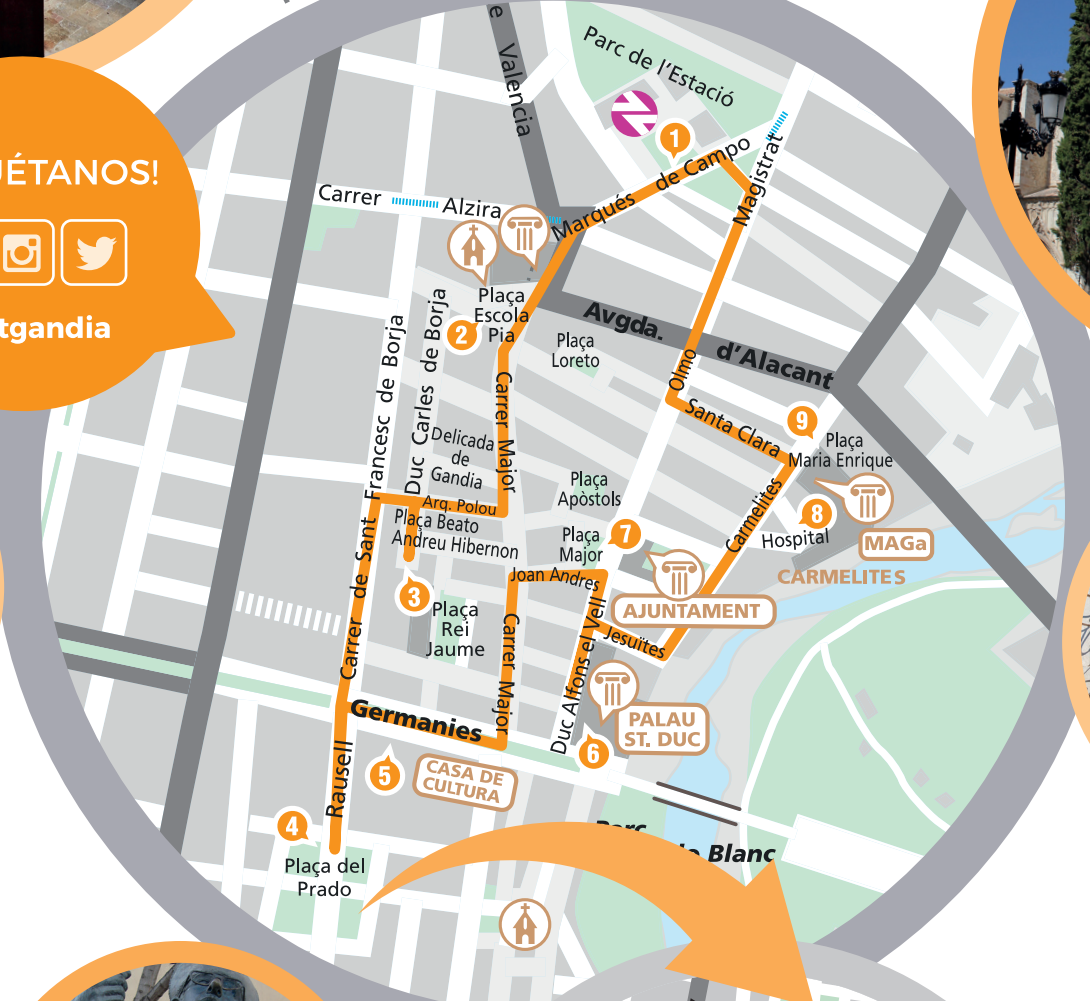 UÉTANOS!
tgandia
e Valencia
Parc de l'Estació
1
Marqués de Campo
Magistrat
Carrer Alzira
Plaça
Escola
Pia
2
Avgda. d'Alacant
Plaça
Loreto
Olmo
Santa Clara
9
Plaça
Maria Enrique
Carrer Major
Duc Carles de Borja
Carrer de Sant Francesc de Borja
Delicada
de
Gandia
Arq. Polou
Plaça Beato
Andreu Hibernon
Plaça
Apòstols
Plaça
Major
7
8
Hospital
MAGa
CARMELITES
Carmelites
Joan Andres
AJUNTAMENT
3
Plaça
Rei
Jaume
Carrer Major
Duc Alfons el Vell
Jesuïtes
PALAU
ST. DUC
6
Germanies
5
CASA DE
CULTURA
Rausell
4
Plaça del
Prado
Parc
Blanc